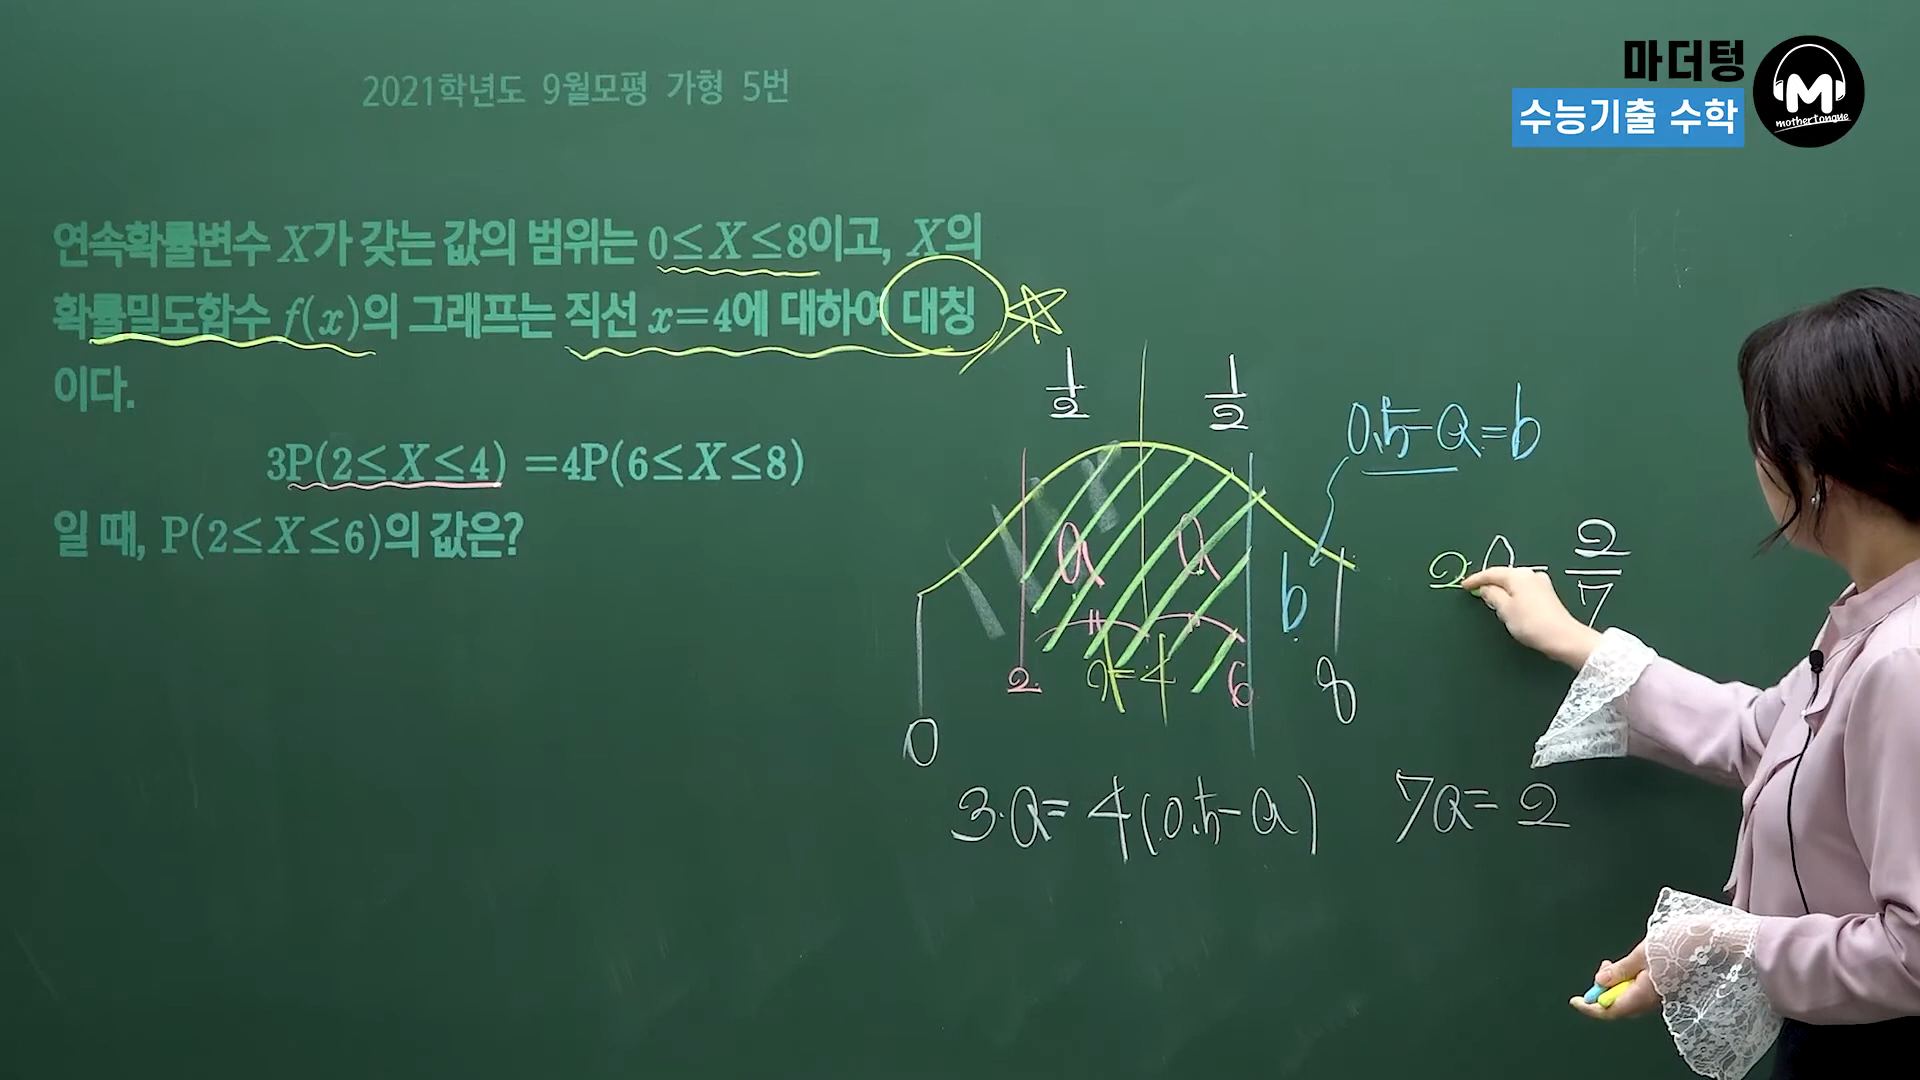 마더텅
수능기출 수학
M
mothertongue
2021학년도 9월모평 가형 5번
연속확률변수 X가 갖는 값의 범위는 0≤X≤8이고, X의
확률밀도함수 f(x)의 그래프는 직선 x=4에 대하여 대칭
이다.
3P(2≤X≤4)=4P(6≤X≤8)
일 때, P(2≤X≤6)의 값은?
1/2 1/2
0.5-a=b
a a b
2 x=4 6 8
0
2a=2/7
3·a=4(0.5-a) 7a=2